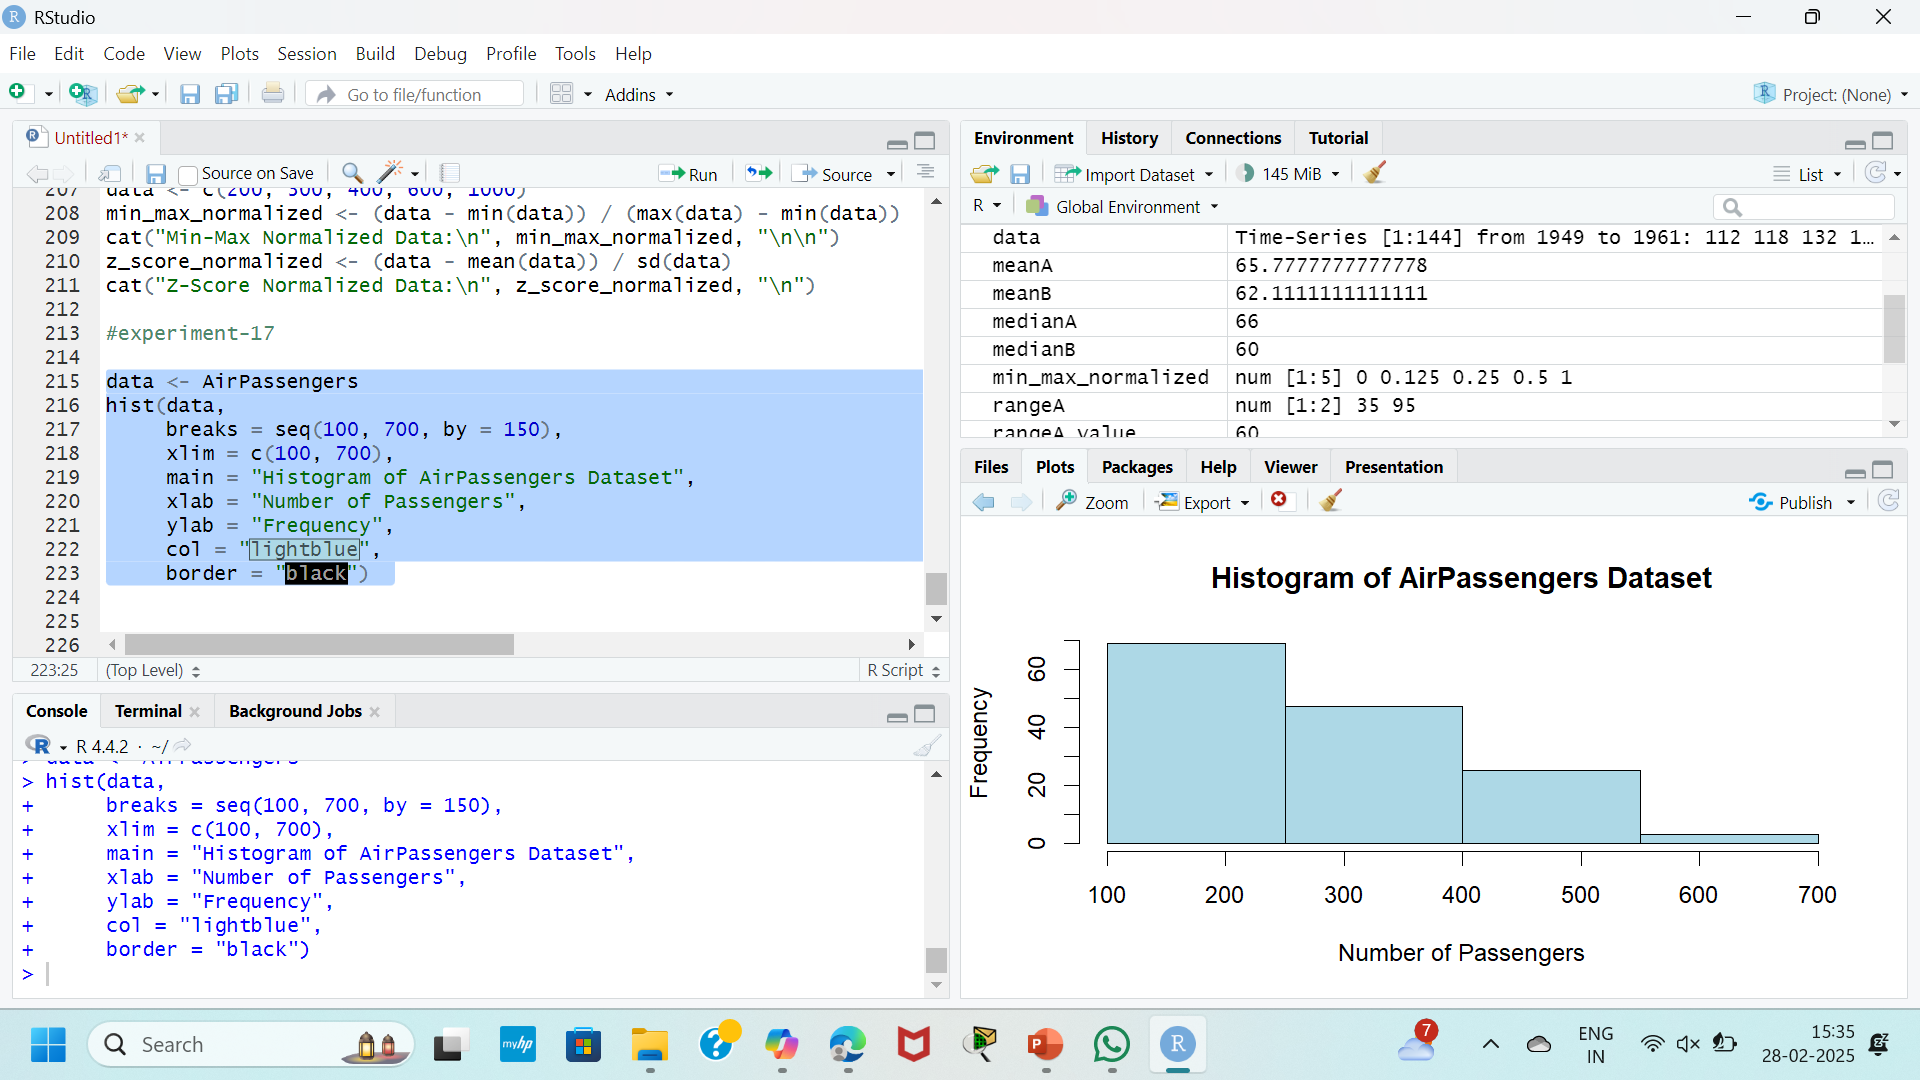 RStudio
File Edit Code View Plots Session Build Debug Profile Tools Help
Go to file/function
Addins
Project: (None)
Untitled1*
Source on Save
Run
Source
207 data <- c(200, 300, 400, 600, 1000)
208 min_max_normalized <- (data - min(data)) / (max(data) - min(data))
209 cat("Min-Max Normalized Data:\n", min_max_normalized, "\n\n")
210 z_score_normalized <- (data - mean(data)) / sd(data)
211 cat("Z-Score Normalized Data:\n", z_score_normalized, "\n")
212
213 #experiment-17
214
215 data <- AirPassengers
216 hist(data,
217 breaks = seq(100, 700, by = 150),
218 xlim = c(100, 700),
219 main = "Histogram of AirPassengers Dataset",
220 xlab = "Number of Passengers",
221 ylab = "Frequency",
222 col = "lightblue",
223 border = "black")
224
225
226
223:25 (Top Level) R Script
Console Terminal Background Jobs
R 4.4.2 · ~/
> data <- AirPassengers
> hist(data,
+ breaks = seq(100, 700, by = 150),
+ xlim = c(100, 700),
+ main = "Histogram of AirPassengers Dataset",
+ xlab = "Number of Passengers",
+ ylab = "Frequency",
+ col = "lightblue",
+ border = "black")
>
Environment History Connections Tutorial
Import Dataset 145 MiB List
R Global Environment
data Time-Series [1:144] from 1949 to 1961: 112 118 132 1…
meanA 65.7777777777778
meanB 62.1111111111111
medianA 66
medianB 60
min_max_normalized num [1:5] 0 0.125 0.25 0.5 1
rangeA num [1:2] 35 95
rangeA_value 60
Files Plots Packages Help Viewer Presentation
Zoom Export Publish
Histogram of AirPassengers Dataset
Frequency
60
40
20
0
100 200 300 400 500 600 700
Number of Passengers
Search
myhp
P
R
7
ENG
IN
15:35
28-02-2025